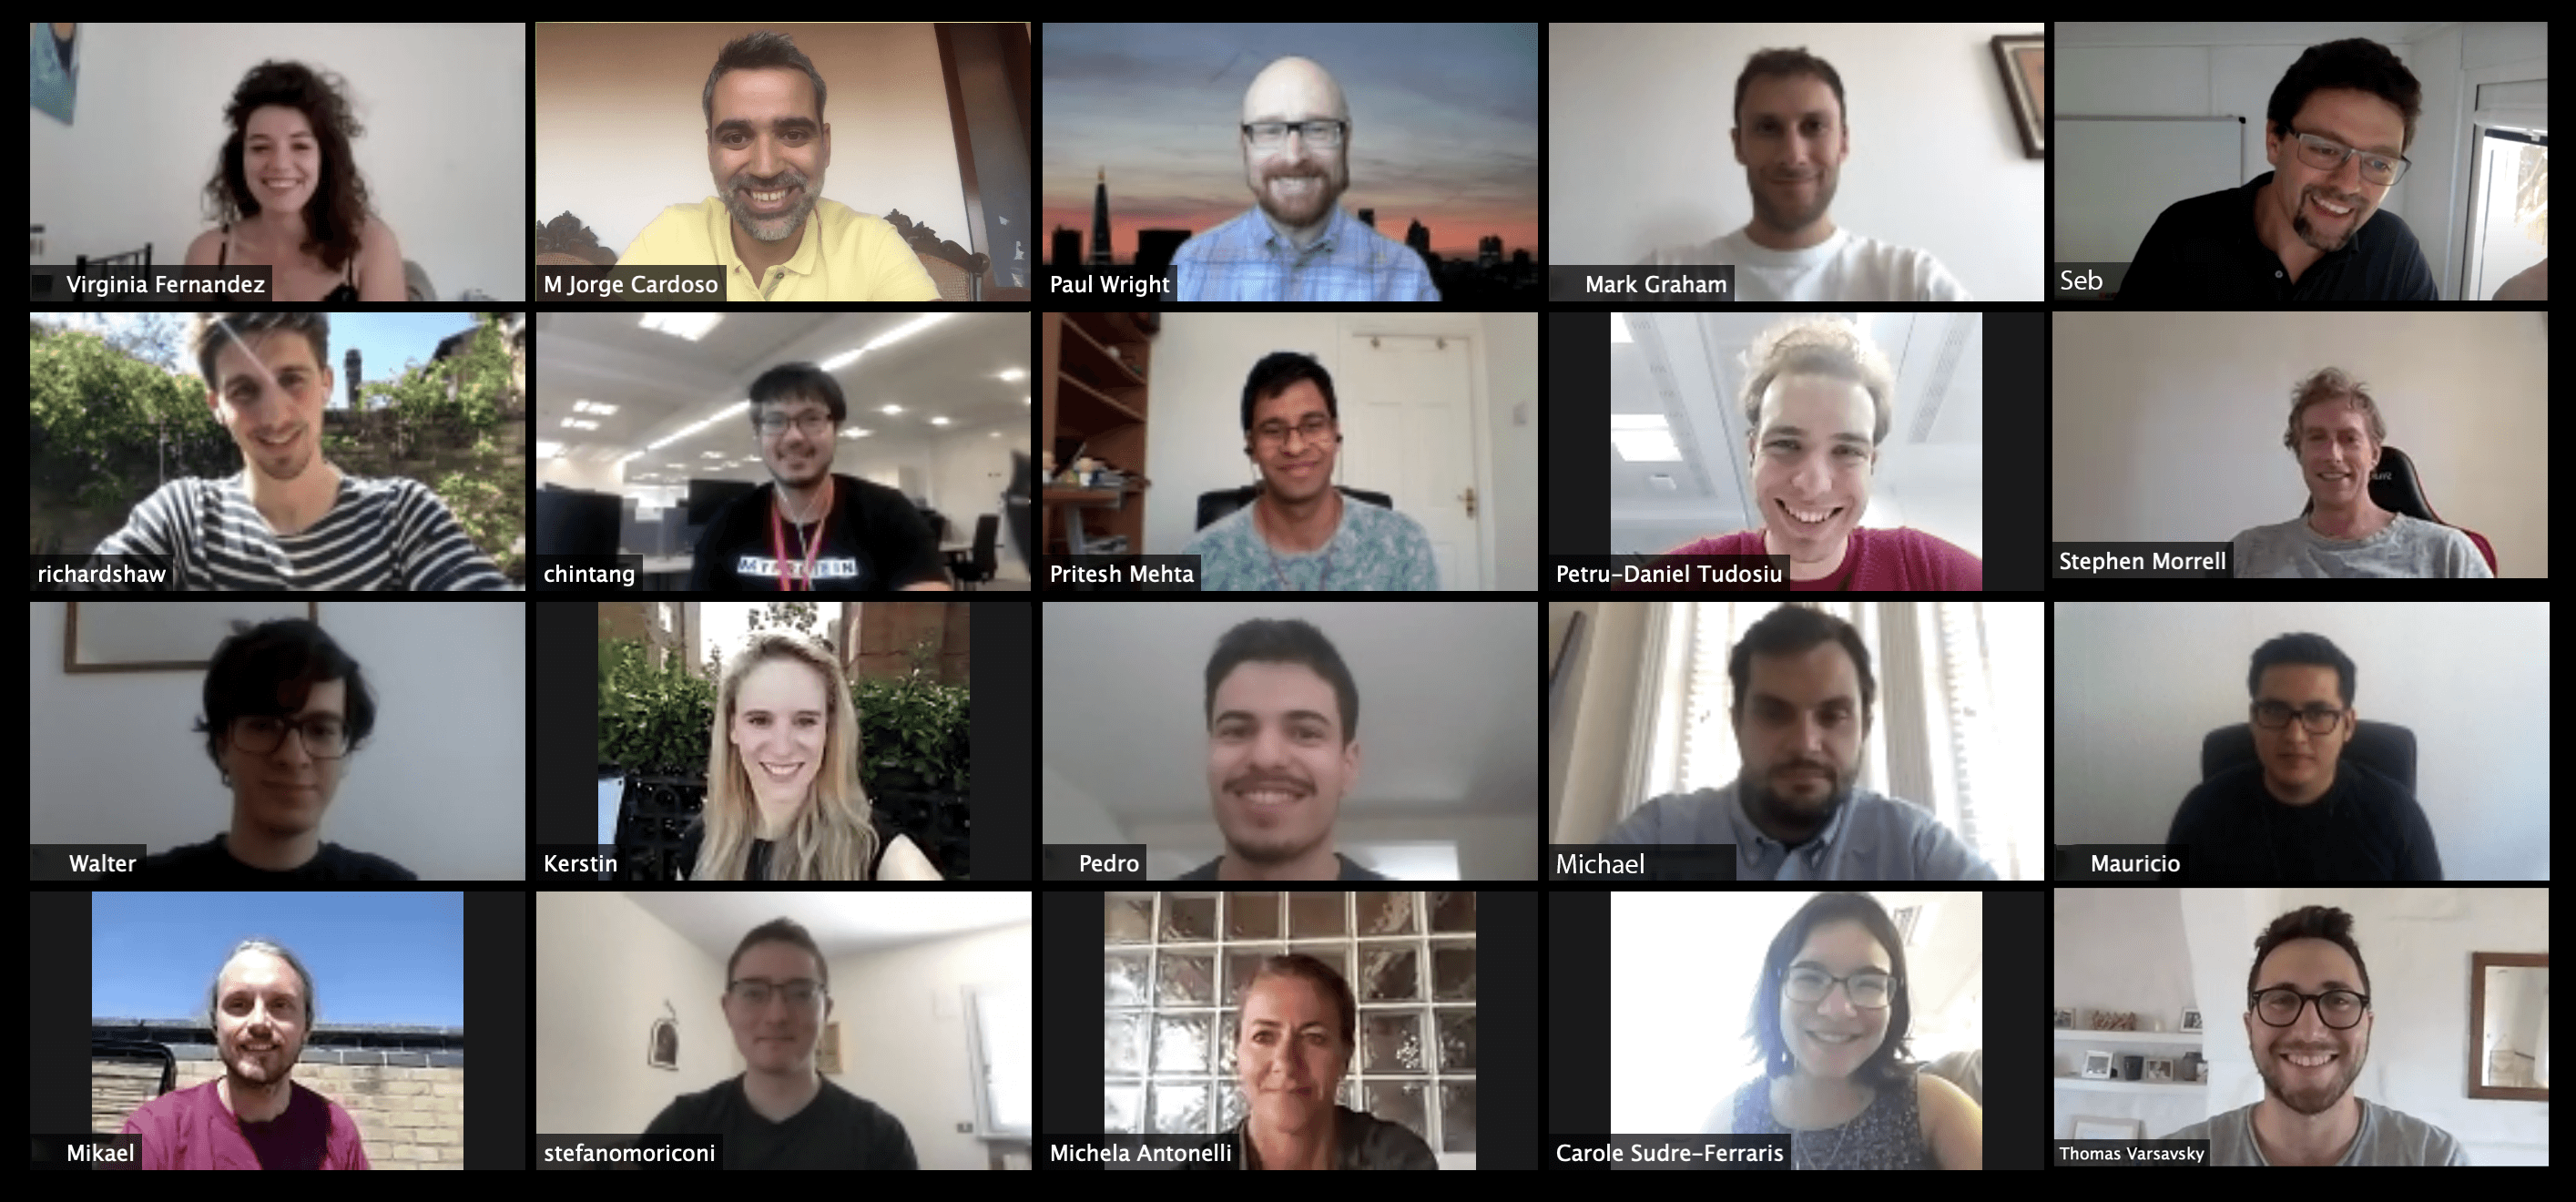 Virginia Fernandez
M Jorge Cardoso
Paul Wright
Mark Graham
Seb
richardshaw
chintang
Pritesh Mehta
Petru-Daniel Tudosiu
Stephen Morrell
Walter
Kerstin
Pedro
Michael
Mauricio
Mikael
stefanomoriconi
Michela Antonelli
Carole Sudre-Ferraris
Thomas Varsavsky